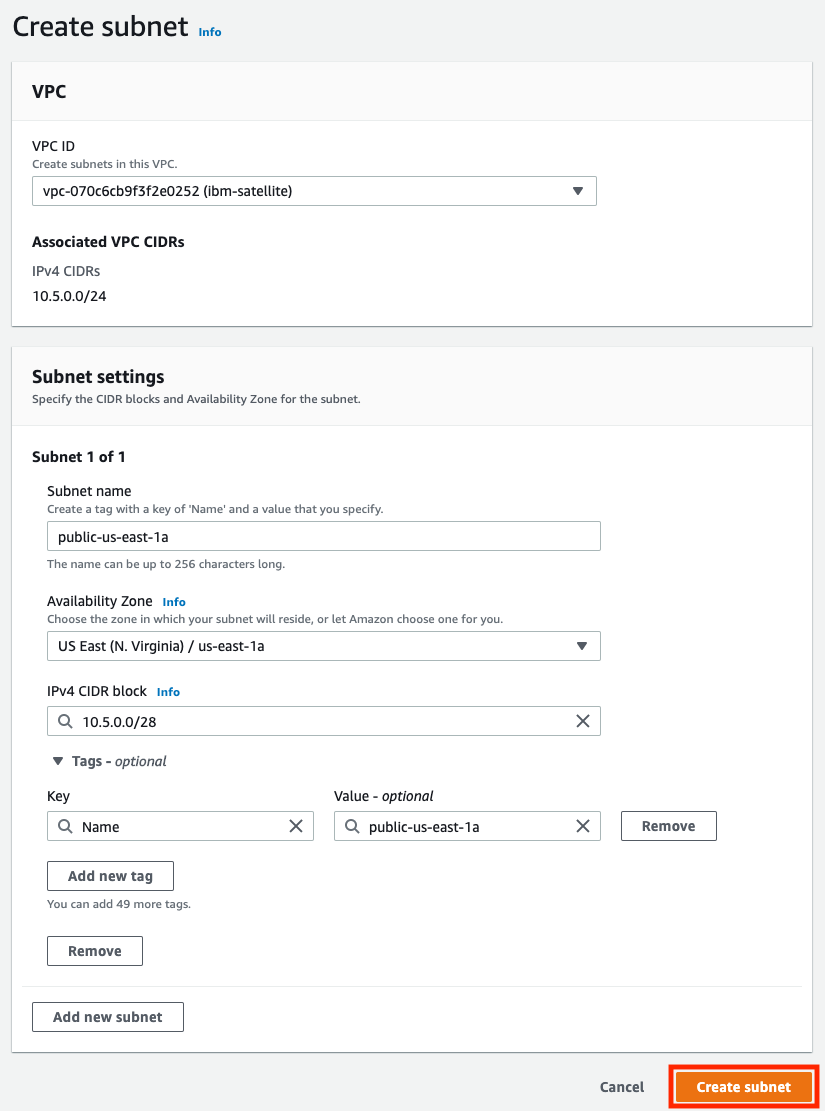 Create subnet Info
VPC
VPC ID
Create subnets in this VPC.
vpc-070c6cb9f3f2e0252 (ibm-satellite)
Associated VPC CIDRs
IPv4 CIDRs
10.5.0.0/24
Subnet settings
Specify the CIDR blocks and Availability Zone for the subnet.
Subnet 1 of 1
Subnet name
Create a tag with a key of 'Name' and a value that you specify.
public-us-east-1a
The name can be up to 256 characters long.
Availability Zone Info
Choose the zone in which your subnet will reside, or let Amazon choose one for you.
US East (N. Virginia) / us-east-1a
IPv4 CIDR block Info
10.5.0.0/28
Tags - optional
Key Value - optional
Name public-us-east-1a Remove
Add new tag
You can add 49 more tags.
Remove
Add new subnet
Cancel Create subnet